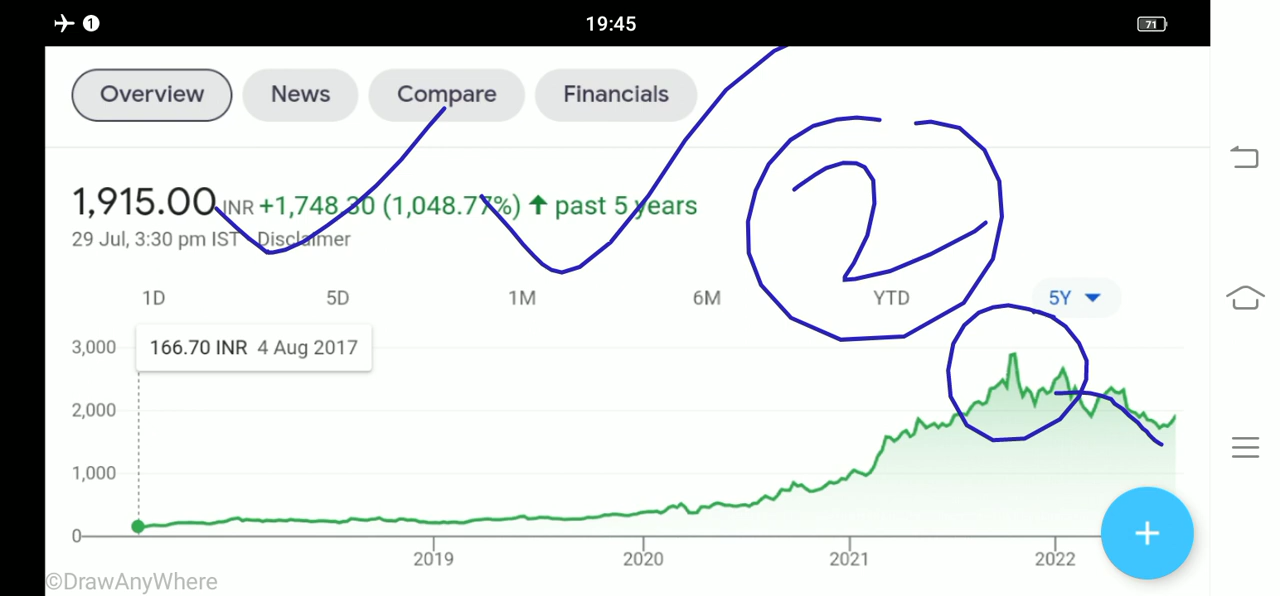 1 19:45 71
Overview News Compare Financials
1,915.00 INR +1,748.30 (1,048.77%) ↑ past 5 years
29 Jul, 3:30 pm IST · Disclaimer
2
1D 5D 1M 6M YTD 5Y
166.70 INR 4 Aug 2017
3,000
2,000
1,000
0
2019 2020 2021 2022
+
©DrawAnyWhere